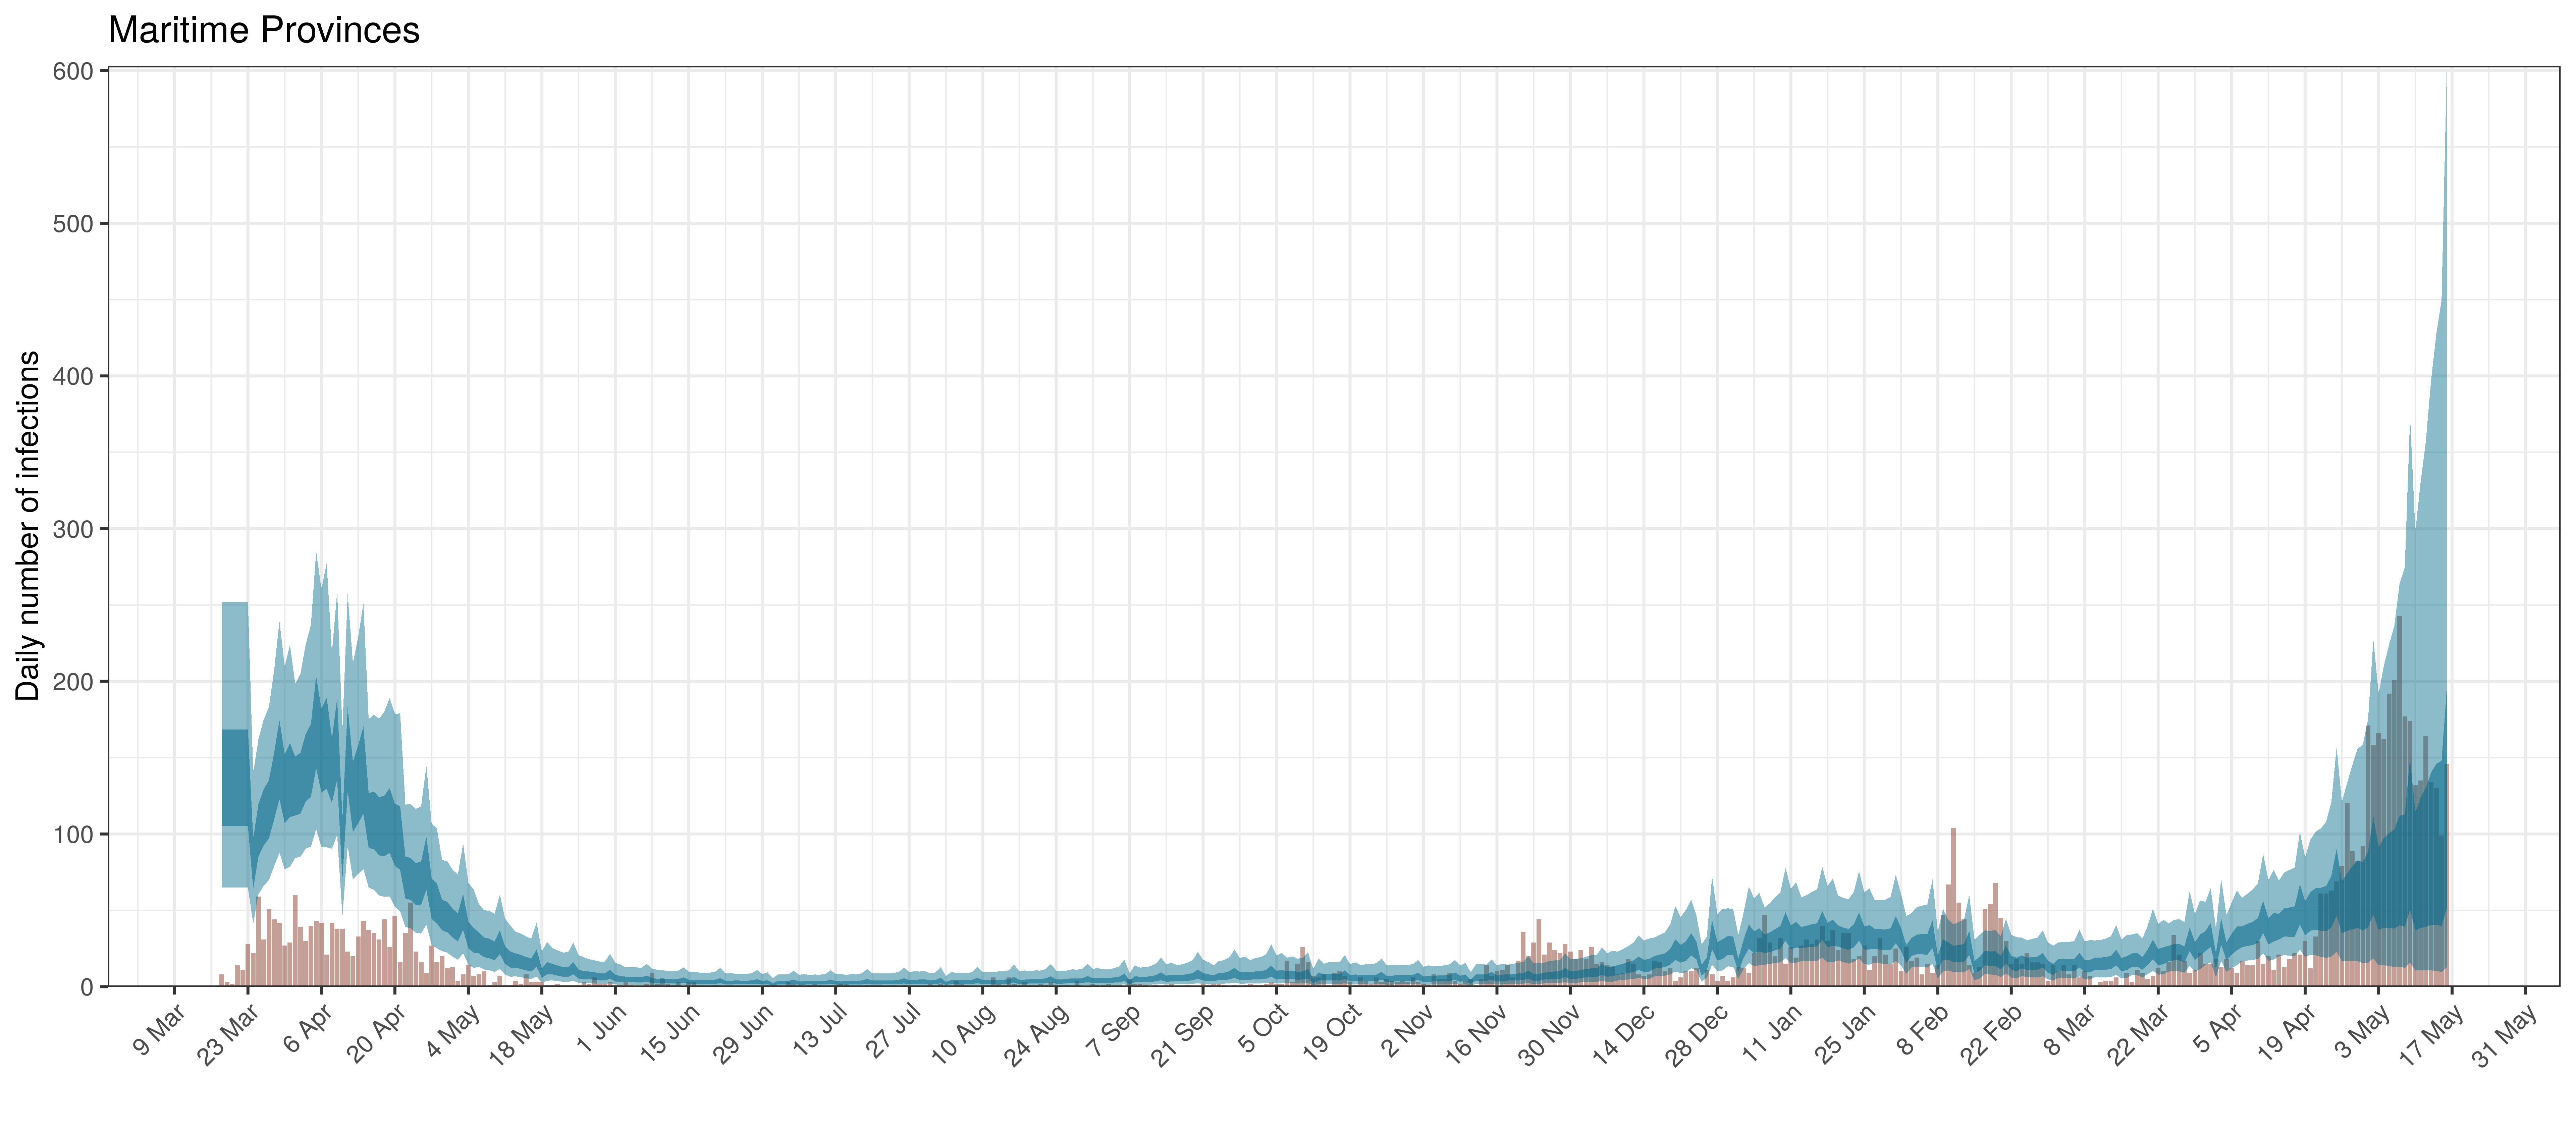 Maritime Provinces
Daily number of infections
600
500
400
300
200
100
0
9 Mar
23 Mar
6 Apr
20 Apr
4 May
18 May
1 Jun
15 Jun
29 Jun
13 Jul
27 Jul
10 Aug
24 Aug
7 Sep
21 Sep
5 Oct
19 Oct
2 Nov
16 Nov
30 Nov
14 Dec
28 Dec
11 Jan
25 Jan
8 Feb
22 Feb
8 Mar
22 Mar
5 Apr
19 Apr
3 May
17 May
31 May